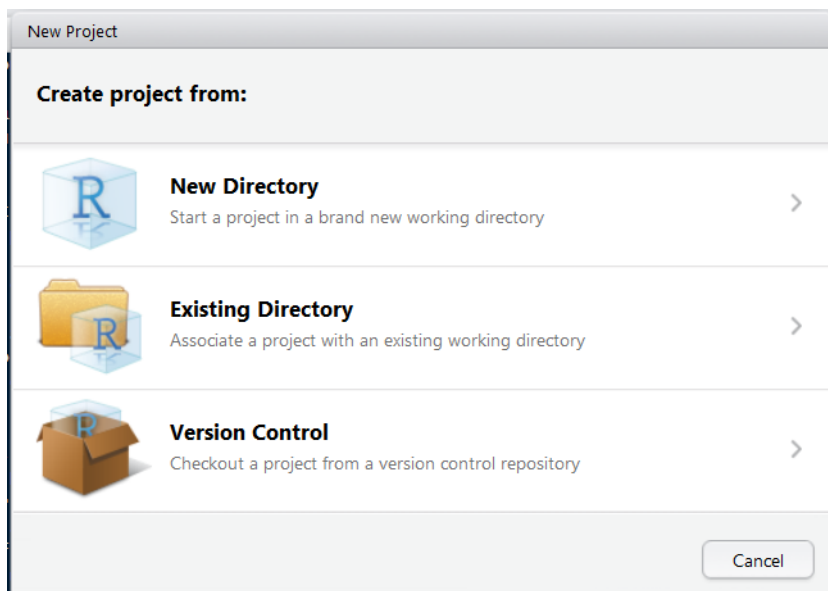 New Project
Create project from:
R
New Directory
Start a project in a brand new working directory
R
Existing Directory
Associate a project with an existing working directory
R
Version Control
Checkout a project from a version control repository
Cancel